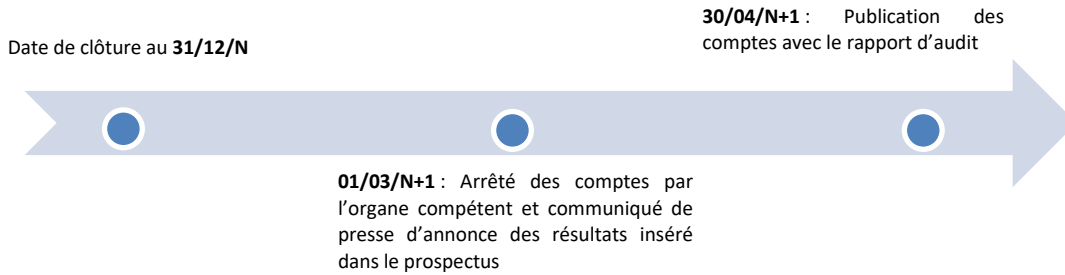 Date de clôture au 31/12/N
30/04/N+1 : Publication des
comptes avec le rapport d’audit
01/03/N+1 : Arrêté des comptes par
l’organe compétent et communiqué de
presse d’annonce des résultats inséré
dans le prospectus